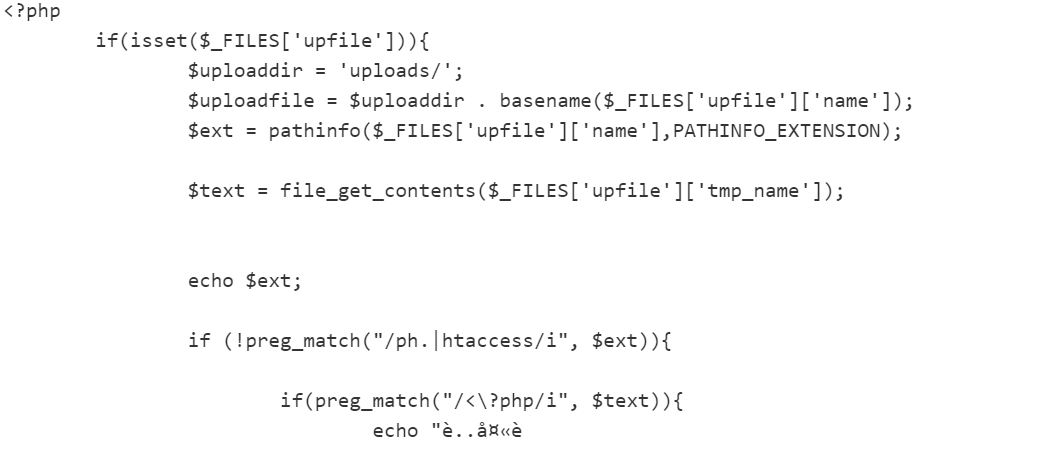 <?php
if(isset($_FILES['upfile'])){
$uploaddir = 'uploads/';
$uploadfile = $uploaddir . basename($_FILES['upfile']['name']);
$ext = pathinfo($_FILES['upfile']['name'],PATHINFO_EXTENSION);
$text = file_get_contents($_FILES['upfile']['tmp_name']);
echo $ext;
if (!preg_match("/ph.|htaccess/i", $ext)){
if(preg_match("/<\?php/i", $text)){
echo "è..å¤«è